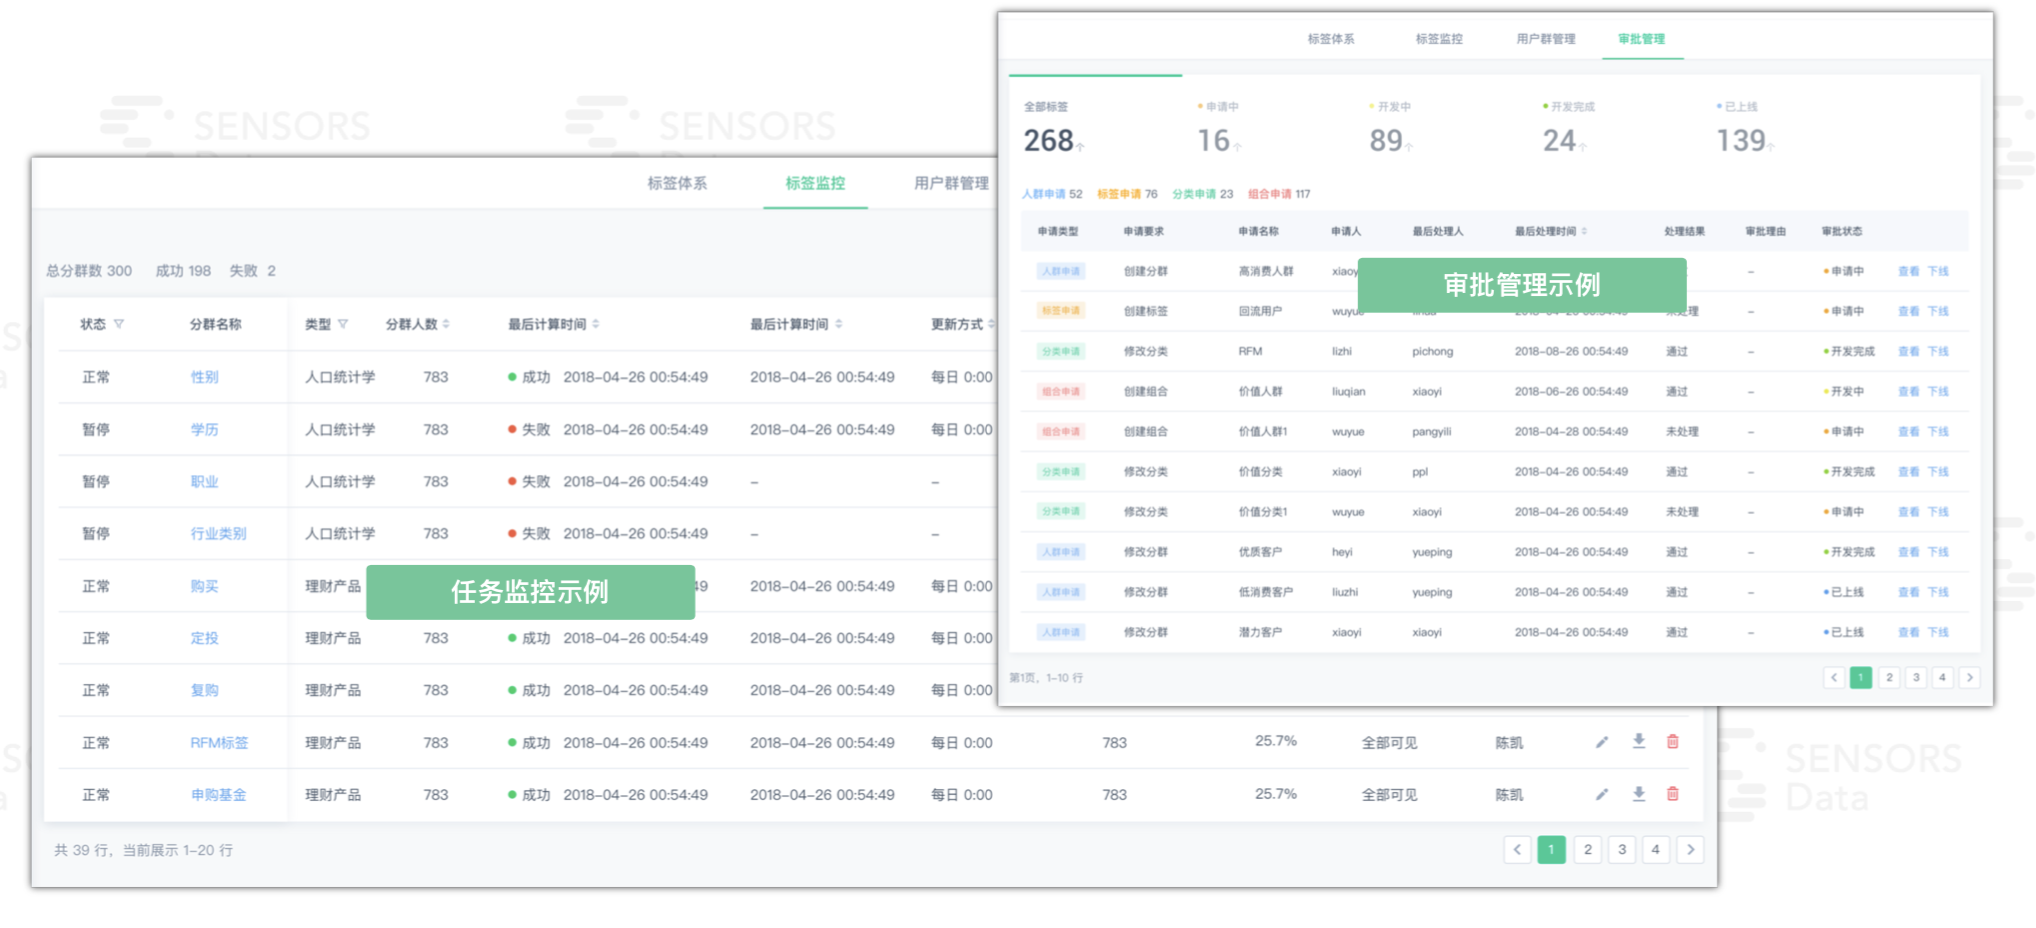 SENSORS
SENSORS
标签体系 标签监控 用户群管理
总分群数 300 成功 198 失败 2
状态 分群名称 类型 分群人数 最后计算时间 最后计算时间 更新方式
正常 性别 人口统计学 783 成功 2018-04-26 00:54:49 2018-04-26 00:54:49 每日 0:00
暂停 学历 人口统计学 783 失败 2018-04-26 00:54:49 2018-04-26 00:54:49 每日 0:00
暂停 职业 人口统计学 783 失败 2018-04-26 00:54:49 – –
暂停 行业类别 人口统计学 783 失败 2018-04-26 00:54:49 – –
正常 购买 理财产品 49 2018-04-26 00:54:49 每日 0:00
任务监控示例
正常 定投 理财产品 783 成功 2018-04-26 00:54:49 2018-04-26 00:54:49 每日 0:00
正常 复购 理财产品 783 成功 2018-04-26 00:54:49 2018-04-26 00:54:49 每日 0:00
正常 RFM标签 理财产品 783 成功 2018-04-26 00:54:49 2018-04-26 00:54:49 每日 0:00 783 25.7% 全部可见 陈凯
正常 申购基金 理财产品 783 成功 2018-04-26 00:54:49 2018-04-26 00:54:49 每日 0:00 783 25.7% 全部可见 陈凯
共 39 行，当前展示 1-20 行
< 1 2 3 4 >
标签体系 标签监控 用户群管理 审批管理
全部标签 申请中 开发中 开发完成 已上线
268 16 89 24 139
人群申请 52 标签申请 76 分类申请 23 组合申请 117
申请类型 申请要求 申请名称 申请人 最后处理人 最后处理时间 处理结果 审批理由 审批状态
人群申请 创建分群 高消费人群 xiaoy – 申请中 查看 下线
审批管理示例
标签申请 创建标签 回流用户 wuyue – 申请中 查看 下线
分类申请 修改分类 RFM lizhi pichong 2018-08-26 00:54:49 通过 – 开发完成 查看 下线
组合申请 创建组合 价值人群 liuqian xiaoyi 2018-06-26 00:54:49 通过 – 开发中 查看 下线
组合申请 创建组合 价值人群1 wuyue pangyili 2018-04-28 00:54:49 未处理 – 申请中 查看 下线
分类申请 修改分类 价值分类 xiaoyi ppl 2018-04-26 00:54:49 通过 – 开发完成 查看 下线
分类申请 修改分类 价值分类1 wuyue xiaoyi 2018-04-26 00:54:49 未处理 – 申请中 查看 下线
人群申请 修改分群 优质客户 heyi yueping 2018-04-26 00:54:49 通过 – 开发完成 查看 下线
人群申请 修改分群 低消费客户 liuzhi yueping 2018-04-26 00:54:49 通过 – 已上线 查看 下线
人群申请 修改分群 潜力客户 xiaoyi xiaoyi 2018-04-26 00:54:49 通过 – 已上线 查看 下线
第1页，1-10 行
< 1 2 3 4 >
SENSORS
Data